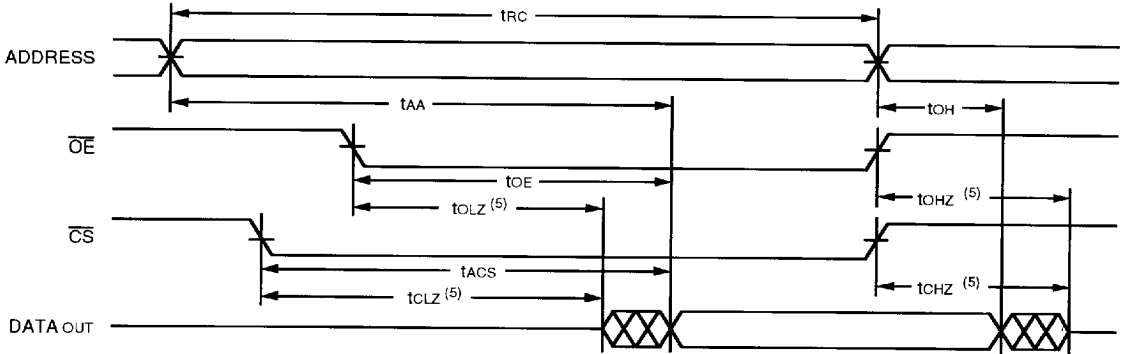 tRC
ADDRESS
tAA
tOH
OE
tOE
tOLZ (5)
tOHZ (5)
CS
tACS
tCLZ (5)
tCHZ (5)
DATA OUT